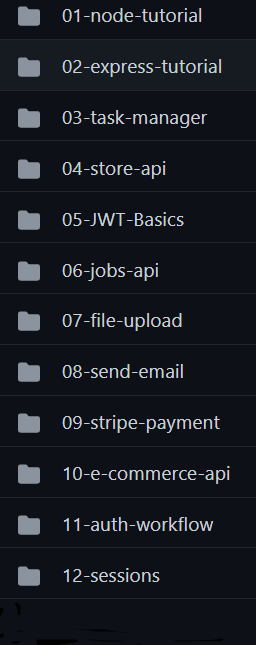 01-node-tutorial
02-express-tutorial
03-task-manager
04-store-api
05-JWT-Basics
06-jobs-api
07-file-upload
08-send-email
09-stripe-payment
10-e-commerce-api
11-auth-workflow
12-sessions